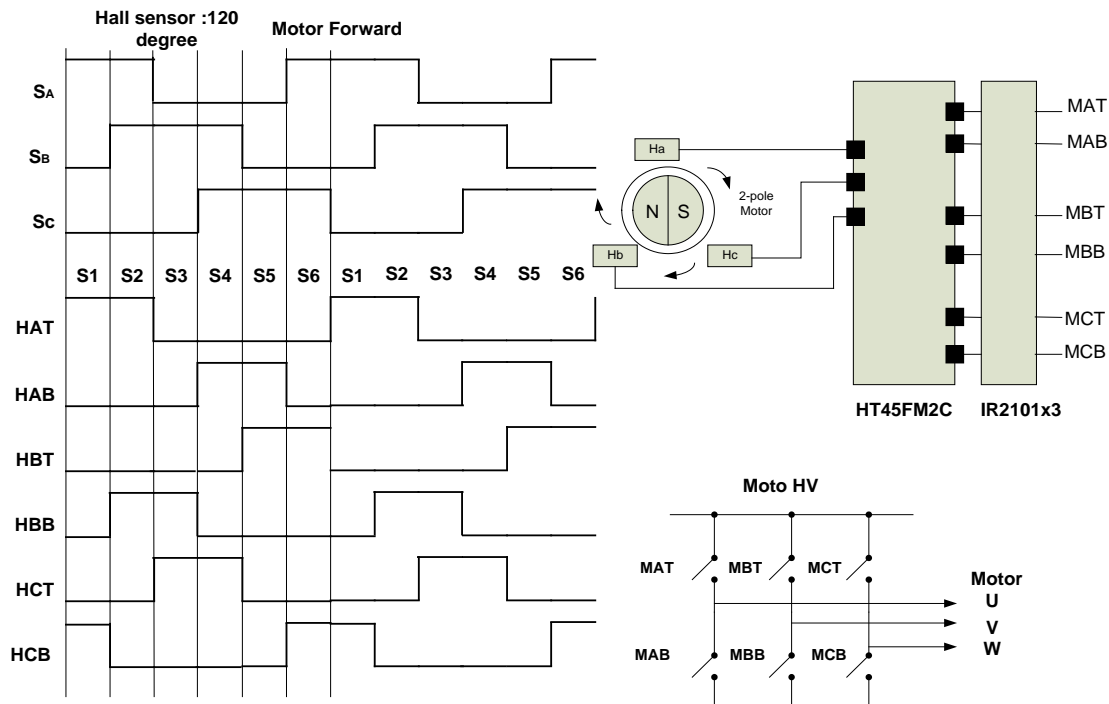 Hall sensor :120
degree
Motor Forward
SA
SB
SC
S1 S2 S3 S4 S5 S6 S1 S2 S3 S4 S5 S6
HAT
HAB
HBT
HBB
HCT
HCB
Ha
N S
2-pole
Motor
Hb
Hc
MAT
MAB
MBT
MBB
MCT
MCB
HT45FM2C IR2101x3
Moto HV
MAT MBT MCT
Motor
U
V
W
MAB MBB MCB